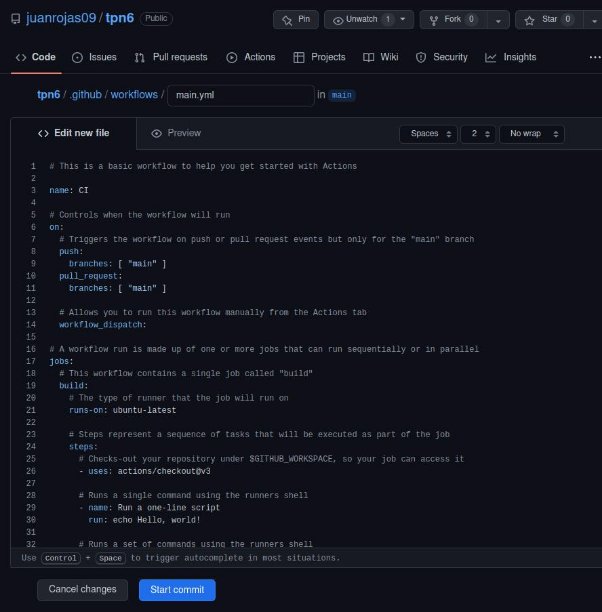 juanrojas09 / tpn6 Public Pin Unwatch 1 Fork 0 Star 0
Code Issues Pull requests Actions Projects Wiki Security Insights ...
tpn6 / .github / workflows / main.yml in main
Edit new file Preview Spaces 2 No wrap
1 # This is a basic workflow to help you get started with Actions
2
3 name: CI
4
5 # Controls when the workflow will run
6 on:
7 # Triggers the workflow on push or pull request events but only for the "main" branch
8 push:
9 branches: [ "main" ]
10 pull_request:
11 branches: [ "main" ]
12
13 # Allows you to run this workflow manually from the Actions tab
14 workflow_dispatch:
15
16 # A workflow run is made up of one or more jobs that can run sequentially or in parallel
17 jobs:
18 # This workflow contains a single job called "build"
19 build:
20 # The type of runner that the job will run on
21 runs-on: ubuntu-latest
22
23 # Steps represent a sequence of tasks that will be executed as part of the job
24 steps:
25 # Checks-out your repository under $GITHUB_WORKSPACE, so your job can access it
26 - uses: actions/checkout@v3
27
28 # Runs a single command using the runners shell
29 - name: Run a one-line script
30 run: echo Hello, world!
31
32 # Runs a set of commands using the runners shell
Use Control + Space to trigger autocomplete in most situations.
Cancel changes Start commit